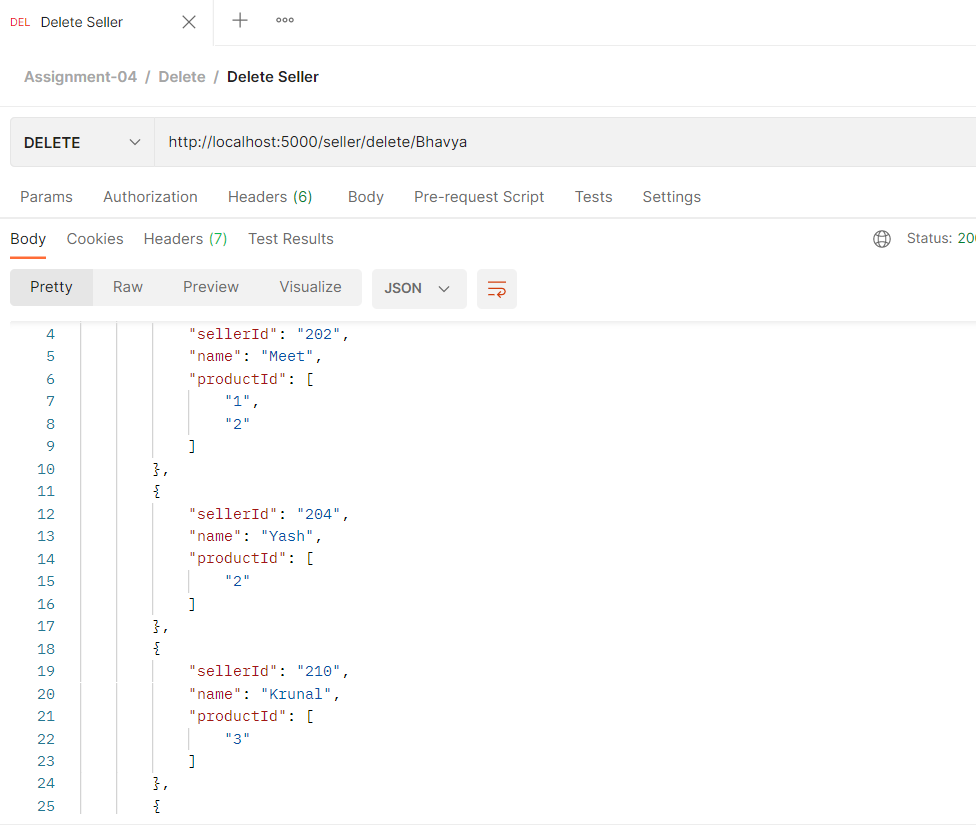 DEL Delete Seller
Assignment-04 / Delete / Delete Seller
DELETE http://localhost:5000/seller/delete/Bhavya
Params Authorization Headers (6) Body Pre-request Script Tests Settings
Body Cookies Headers (7) Test Results Status: 20
Pretty Raw Preview Visualize JSON
4 "sellerId": "202",
5 "name": "Meet",
6 "productId": [
7 "1",
8 "2"
9 ]
10 },
11 {
12 "sellerId": "204",
13 "name": "Yash",
14 "productId": [
15 "2"
16 ]
17 },
18 {
19 "sellerId": "210",
20 "name": "Krunal",
21 "productId": [
22 "3"
23 ]
24 },
25 {